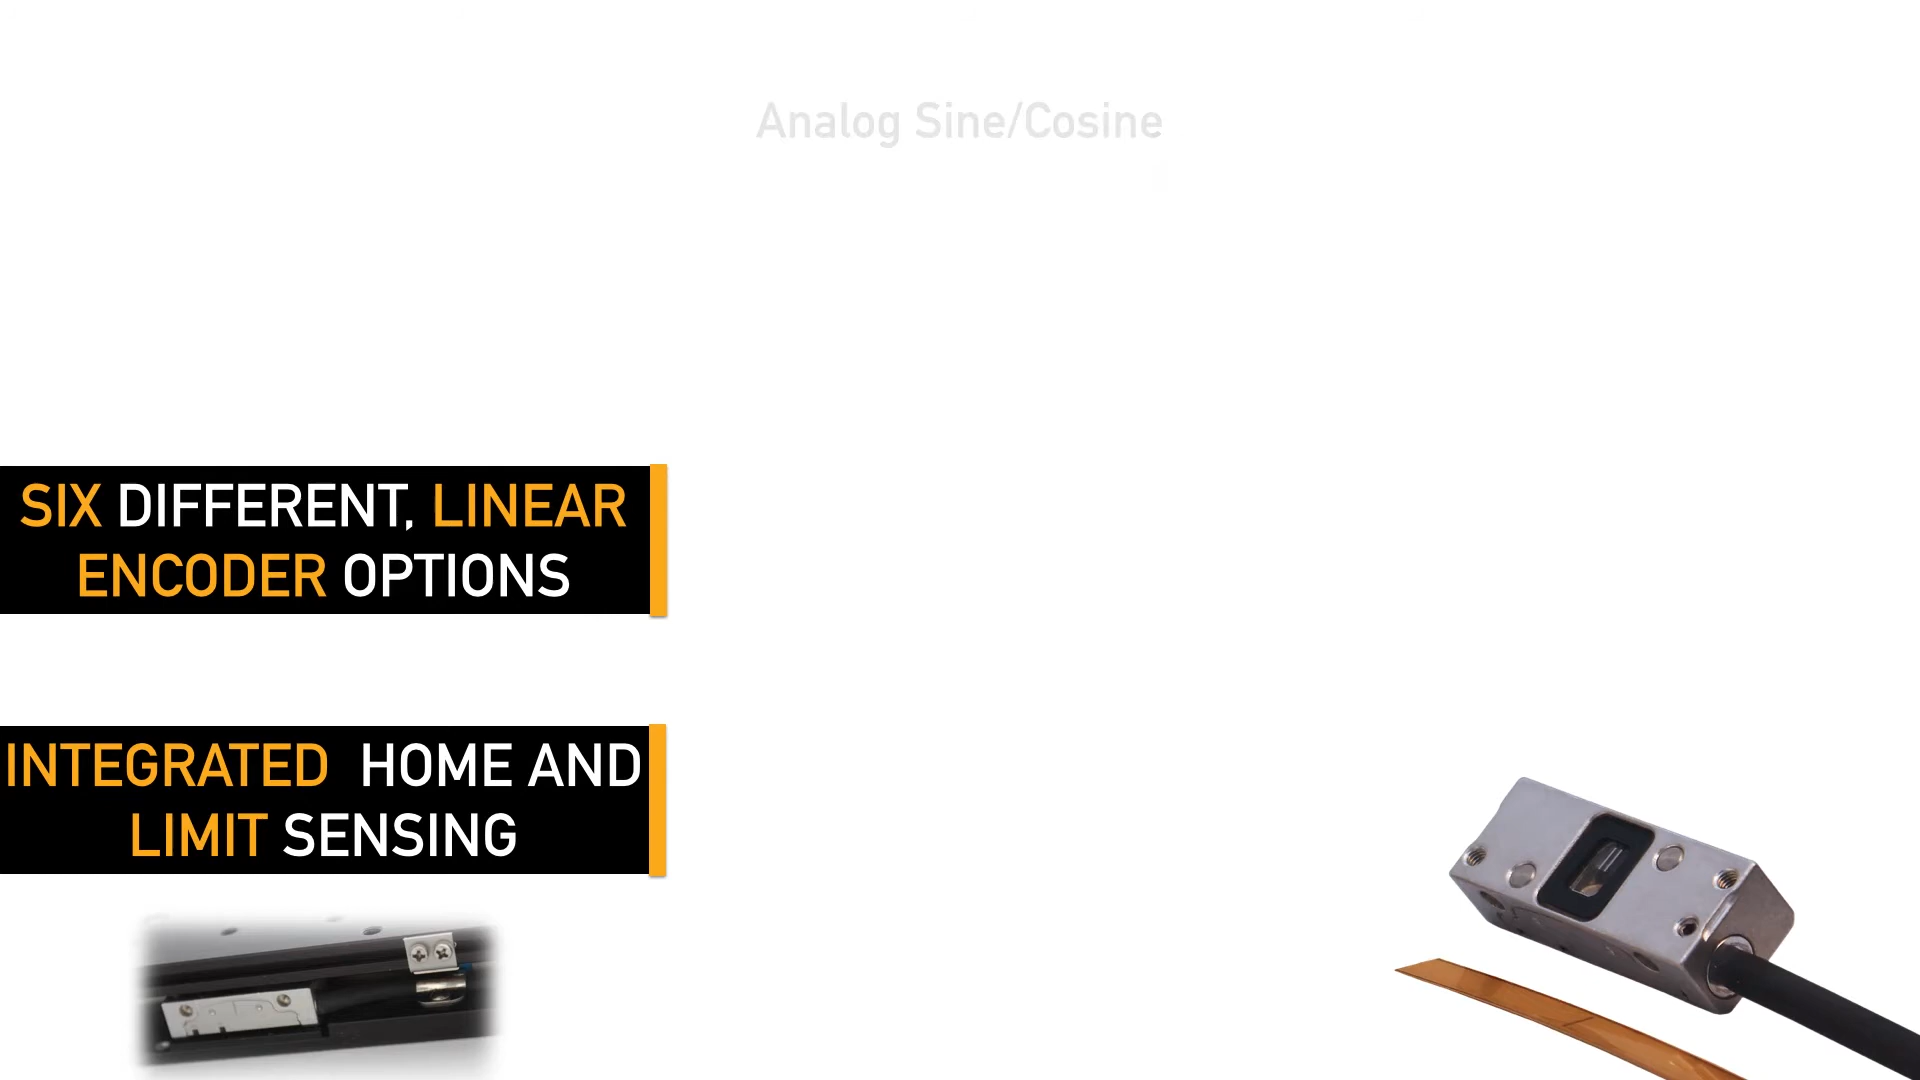 Analog Sine/Cosine
SIX DIFFERENT, LINEAR
ENCODER OPTIONS
INTEGRATED HOME AND
LIMIT SENSING